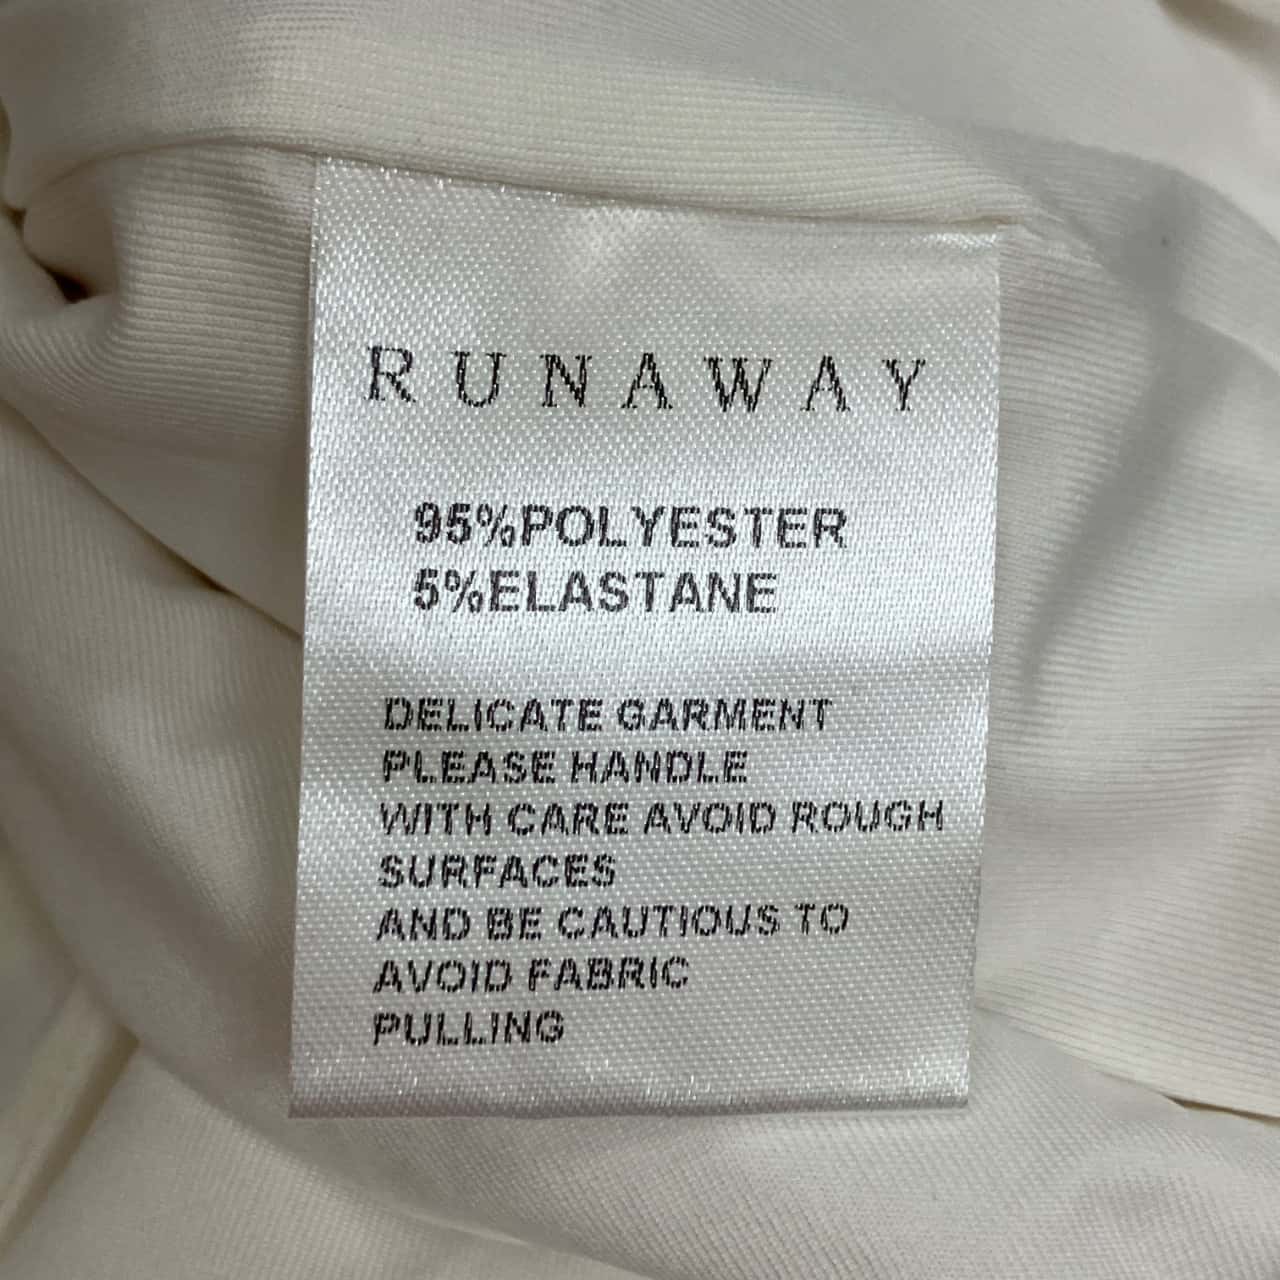 RUNAWAY
95%POLYESTER
5%ELASTANE
DELICATE GARMENT
PLEASE HANDLE
WITH CARE AVOID ROUGH
SURFACES
AND BE CAUTIOUS TO
AVOID FABRIC
PULLING